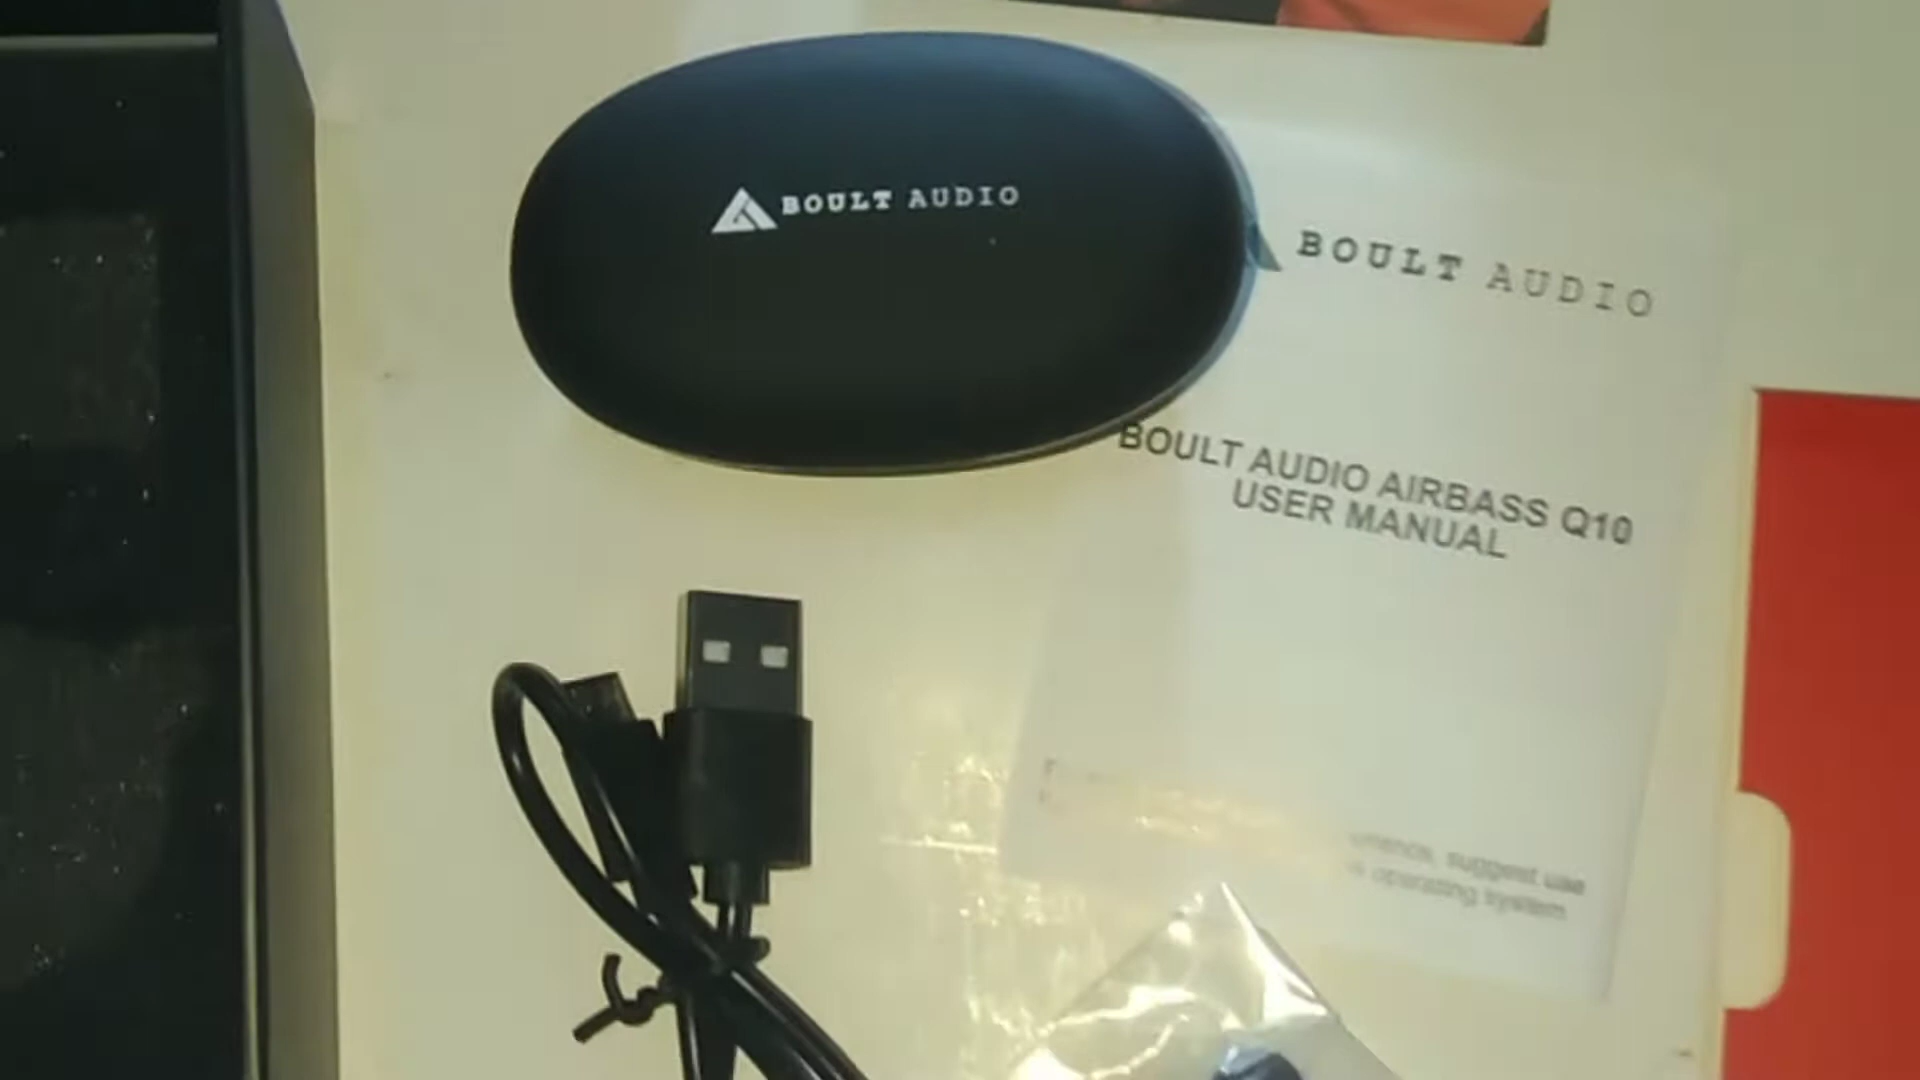 BOULT AUDIO
BOULT AUDIO
BOULT AUDIO AIRBASS Q10
USER MANUAL
suggest use
operating system